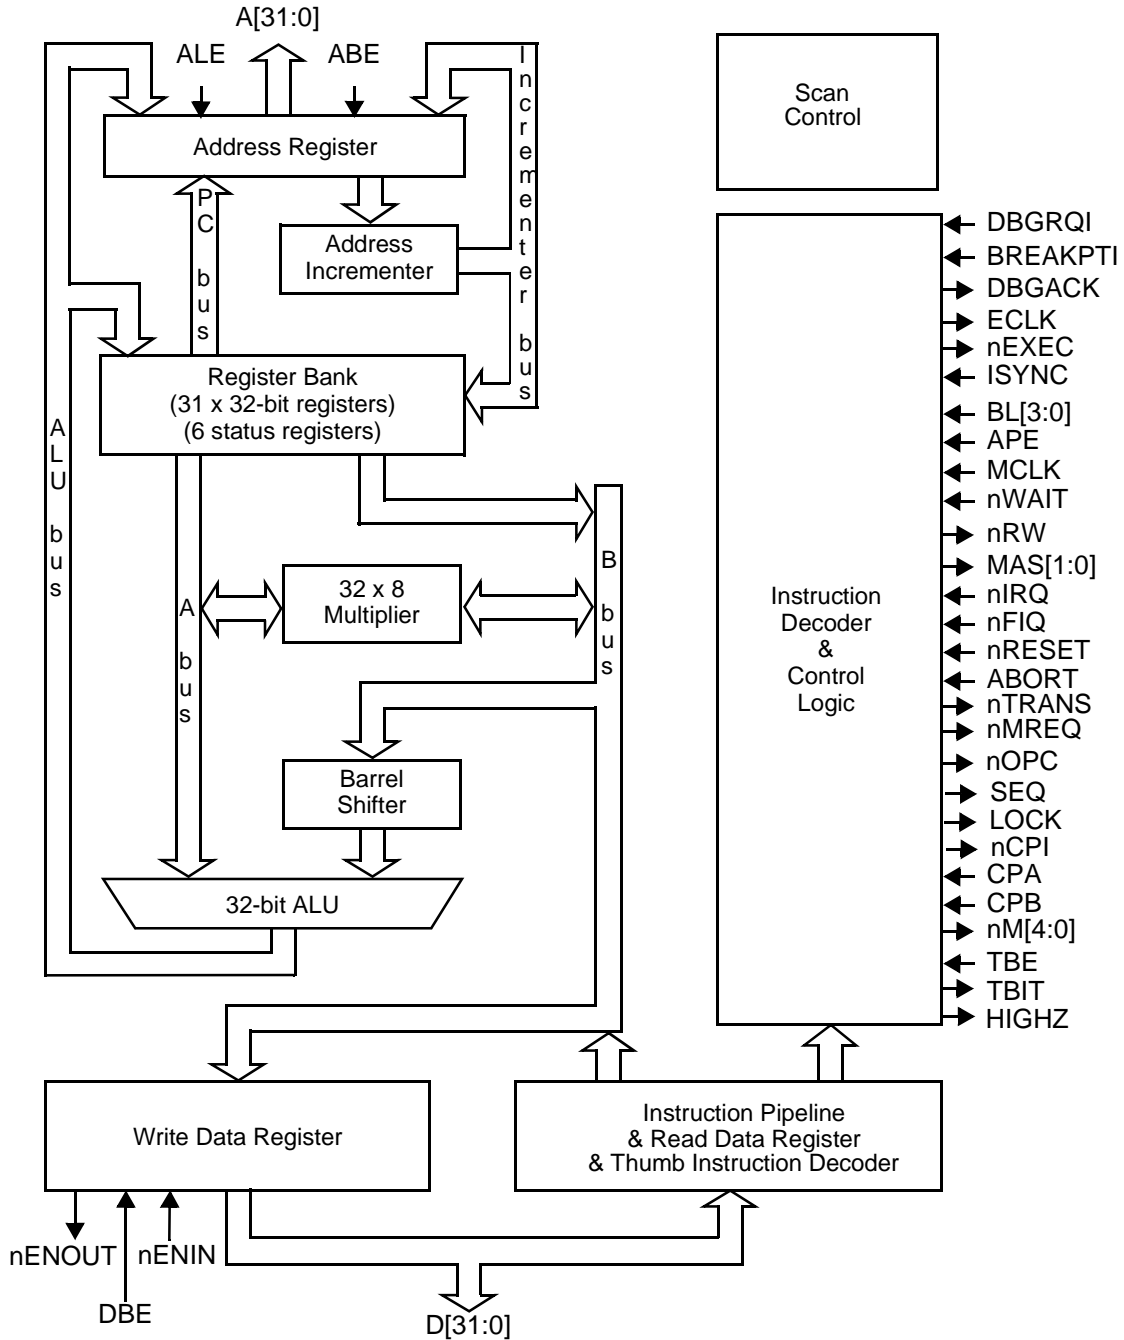 A[31:0]
ALE
ABE
Incrementer bus
Scan
Control
Address Register
PC bus
Address
Incrementer
Register Bank
(31 x 32-bit registers)
(6 status registers)
ALU bus
A bus
B bus
32 x 8
Multiplier
Barrel
Shifter
32-bit ALU
Instruction
Decoder
&
Control
Logic
DBGRQI
BREAKPTI
DBGACK
ECLK
nEXEC
ISYNC
BL[3:0]
APE
MCLK
nWAIT
nRW
MAS[1:0]
nIRQ
nFIQ
nRESET
ABORT
nTRANS
nMREQ
nOPC
SEQ
LOCK
nCPI
CPA
CPB
nM[4:0]
TBE
TBIT
HIGHZ
Write Data Register
Instruction Pipeline
& Read Data Register
& Thumb Instruction Decoder
nENOUT
nENIN
DBE
D[31:0]